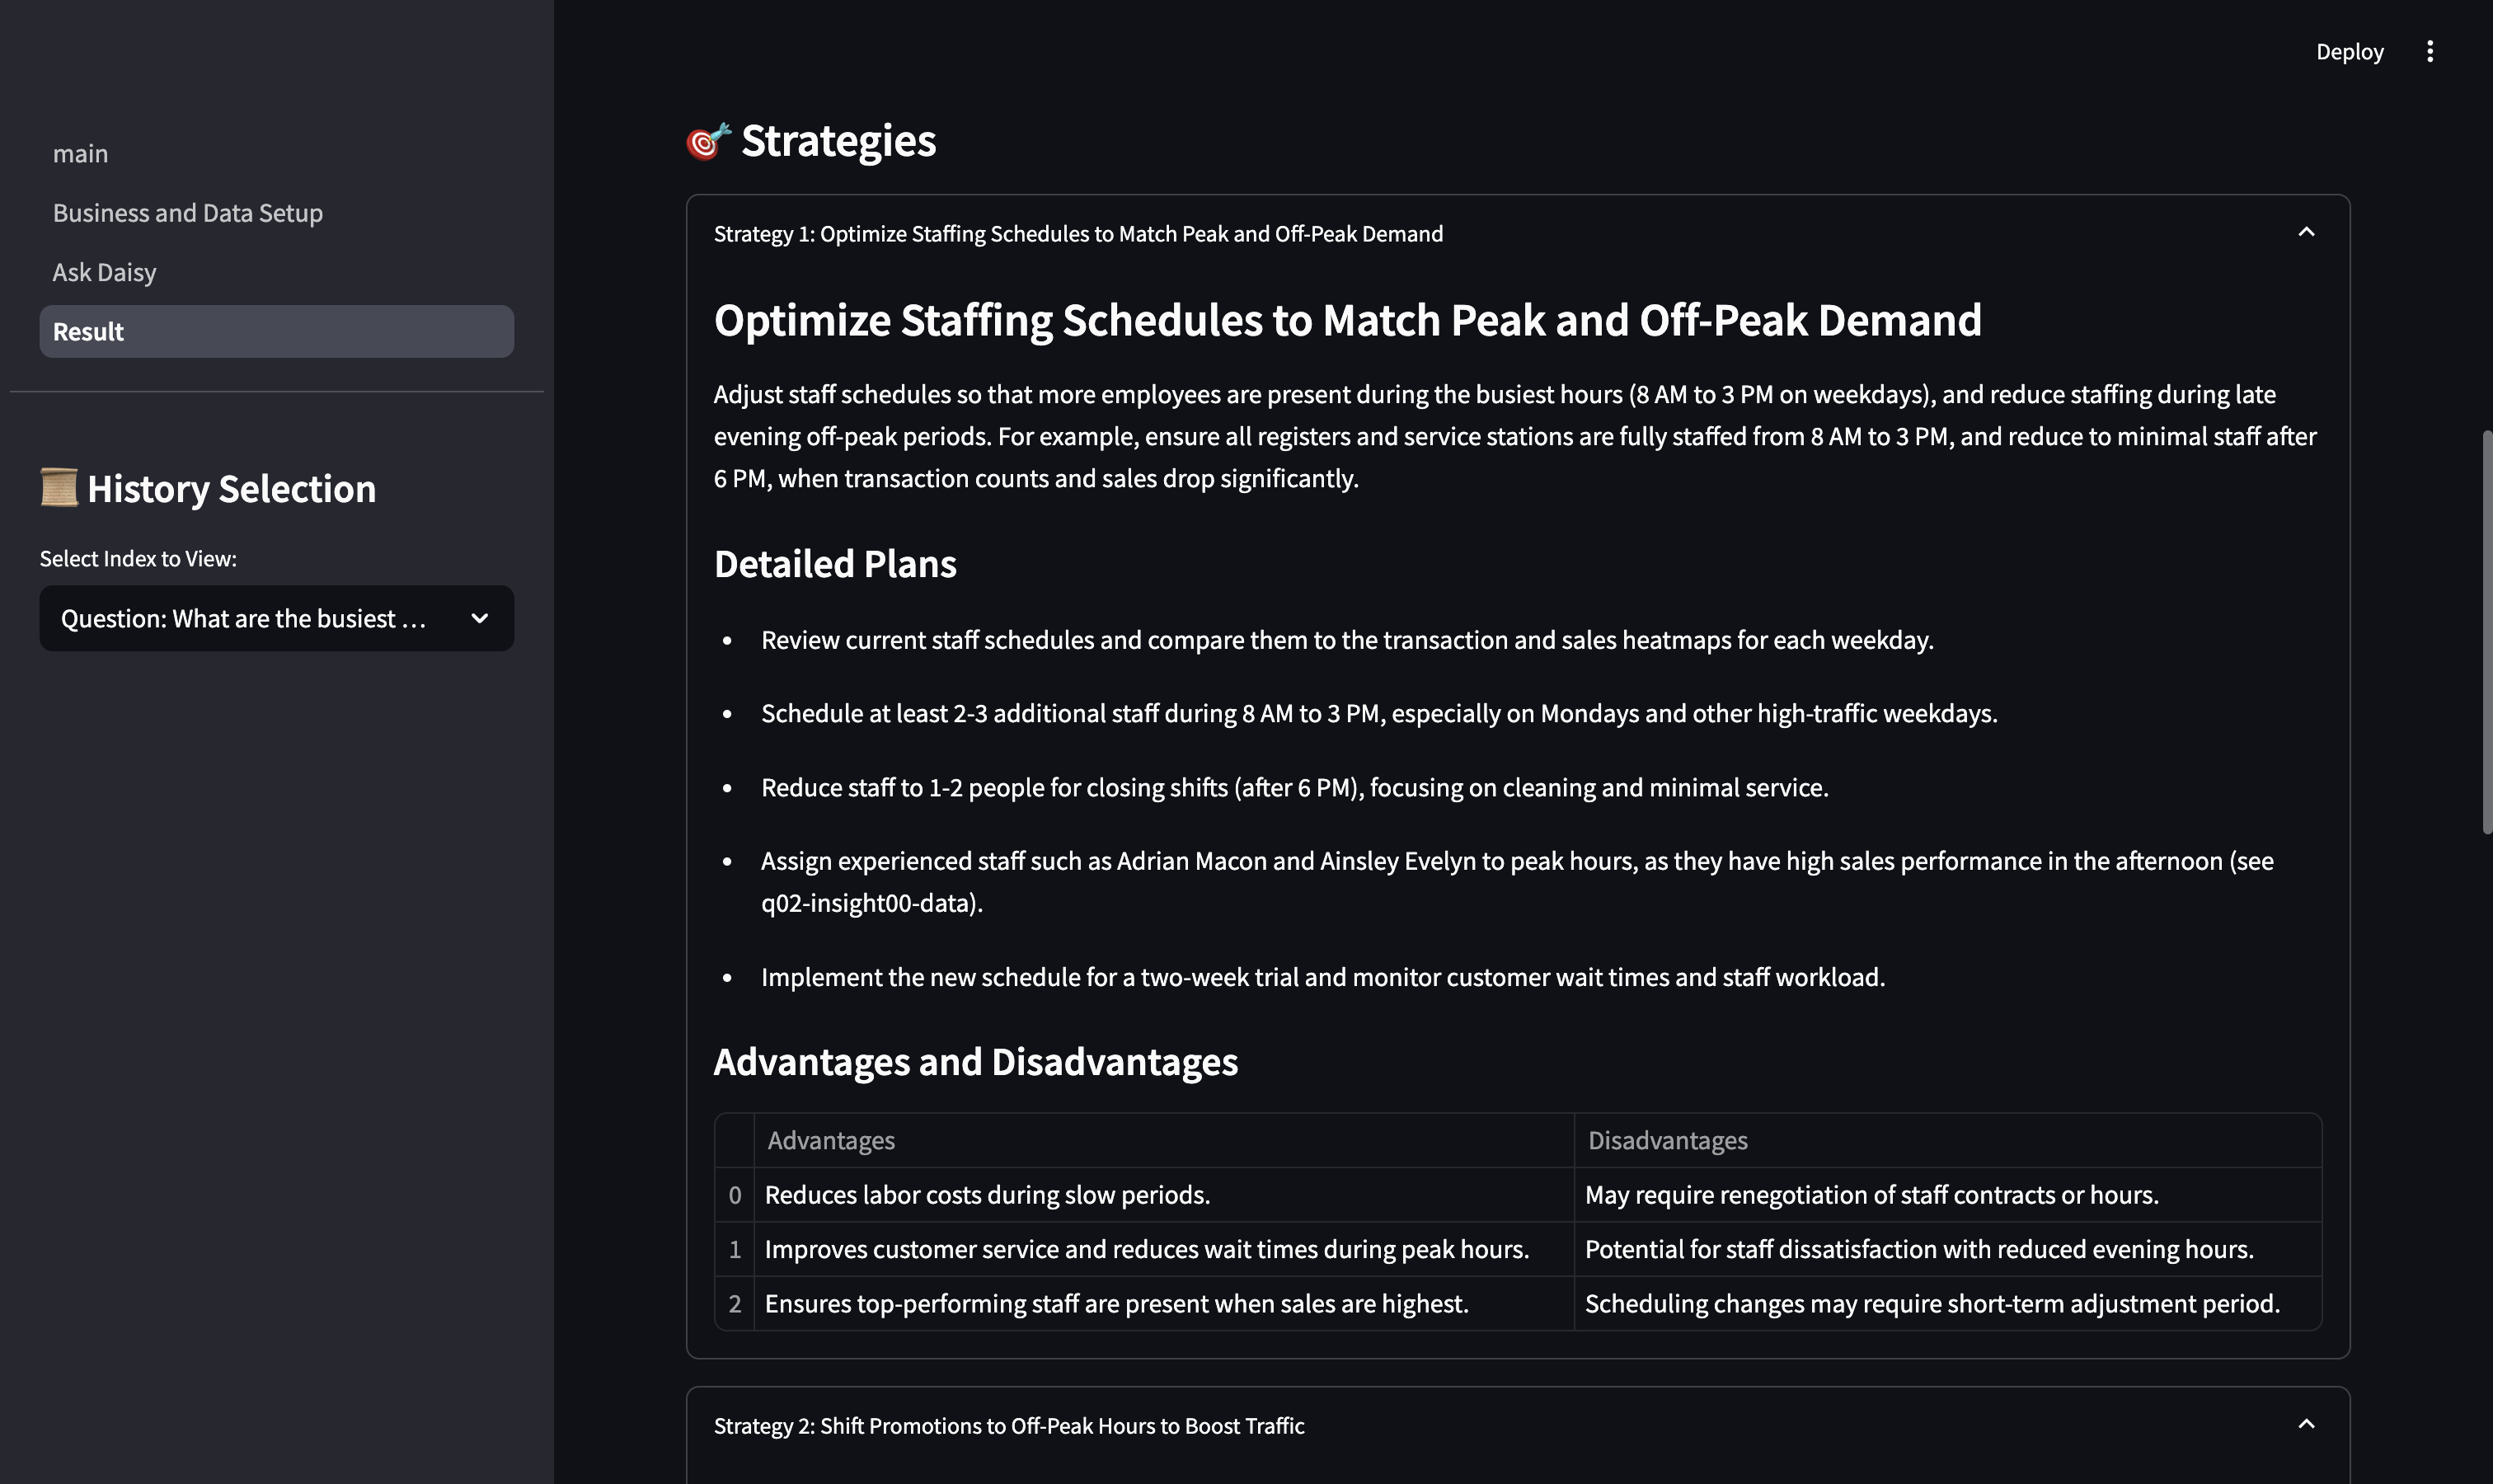 Deploy
main
Business and Data Setup
Ask Daisy
Result
History Selection
Select Index to View:
Question: What are the busiest …
Strategies
Strategy 1: Optimize Staffing Schedules to Match Peak and Off-Peak Demand
Optimize Staffing Schedules to Match Peak and Off-Peak Demand
Adjust staff schedules so that more employees are present during the busiest hours (8 AM to 3 PM on weekdays), and reduce staffing during late
evening off-peak periods. For example, ensure all registers and service stations are fully staffed from 8 AM to 3 PM, and reduce to minimal staff after
6 PM, when transaction counts and sales drop significantly.
Detailed Plans
• Review current staff schedules and compare them to the transaction and sales heatmaps for each weekday.
• Schedule at least 2-3 additional staff during 8 AM to 3 PM, especially on Mondays and other high-traffic weekdays.
• Reduce staff to 1-2 people for closing shifts (after 6 PM), focusing on cleaning and minimal service.
• Assign experienced staff such as Adrian Macon and Ainsley Evelyn to peak hours, as they have high sales performance in the afternoon (see
q02-insight00-data).
• Implement the new schedule for a two-week trial and monitor customer wait times and staff workload.
Advantages and Disadvantages
Advantages Disadvantages
0 Reduces labor costs during slow periods. May require renegotiation of staff contracts or hours.
1 Improves customer service and reduces wait times during peak hours. Potential for staff dissatisfaction with reduced evening hours.
2 Ensures top-performing staff are present when sales are highest. Scheduling changes may require short-term adjustment period.
Strategy 2: Shift Promotions to Off-Peak Hours to Boost Traffic